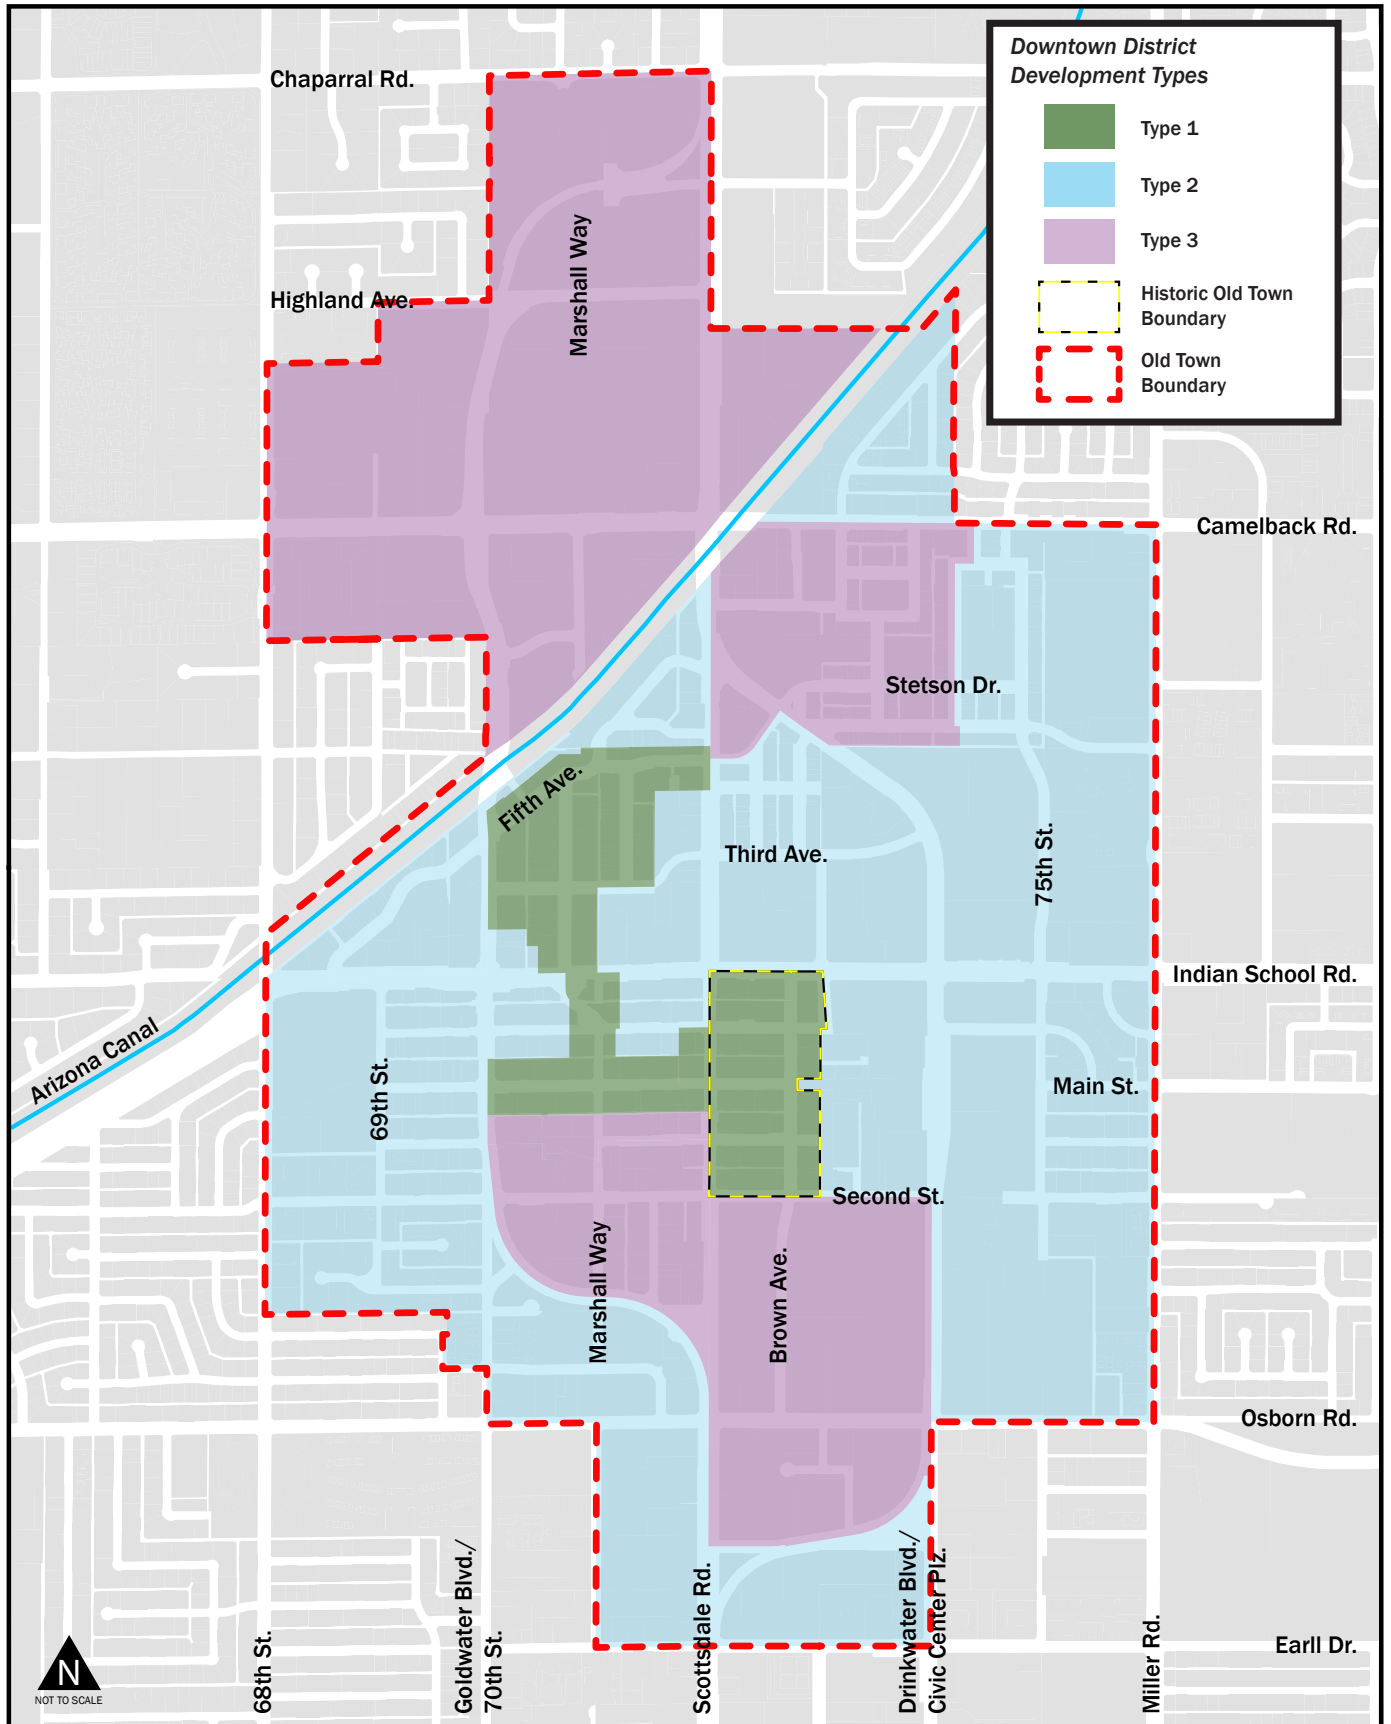 Downtown District
Development Types
Type 1
Type 2
Type 3
Historic Old Town
Boundary
Old Town
Boundary
Chaparral Rd.
Marshall Way
Highland Ave.
Camelback Rd.
Stetson Dr.
Fifth Ave.
Third Ave.
75th St.
Indian School Rd.
Arizona Canal
69th St.
Main St.
Second St.
Marshall Way
Brown Ave.
Osborn Rd.
Earll Dr.
68th St.
Goldwater Blvd./
70th St.
Scottsdale Rd.
Drinkwater Blvd./
Civic Center Plz.
Miller Rd.
N
NOT TO SCALE